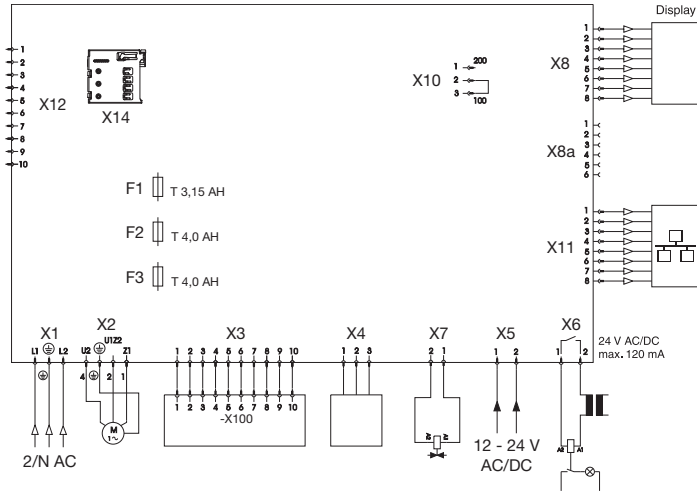 Display
1
2
3
4
5
6
7
8
X8
1
2
3
4
5
6
7
8
9
10
X12
X14
X10
1
200
2
3
100
X8a
1
2
3
4
5
6
F1 T 3,15 AH
F2 T 4,0 AH
F3 T 4,0 AH
X11
1
2
3
4
5
6
7
8
X1
L1 L2
X2
U2 U1Z2 Z1
X3
1 2 3 4 5 6 7 8 9 10
X4
1 2 3
X7
2 1
X5
1 2
X6
1 2
24 V AC/DC
max. 120 mA
4 2 1
M
1~
1 2 3 4 5 6 7 8 9 10
-X100
2/N AC
12 - 24 V
AC/DC
A2 A1